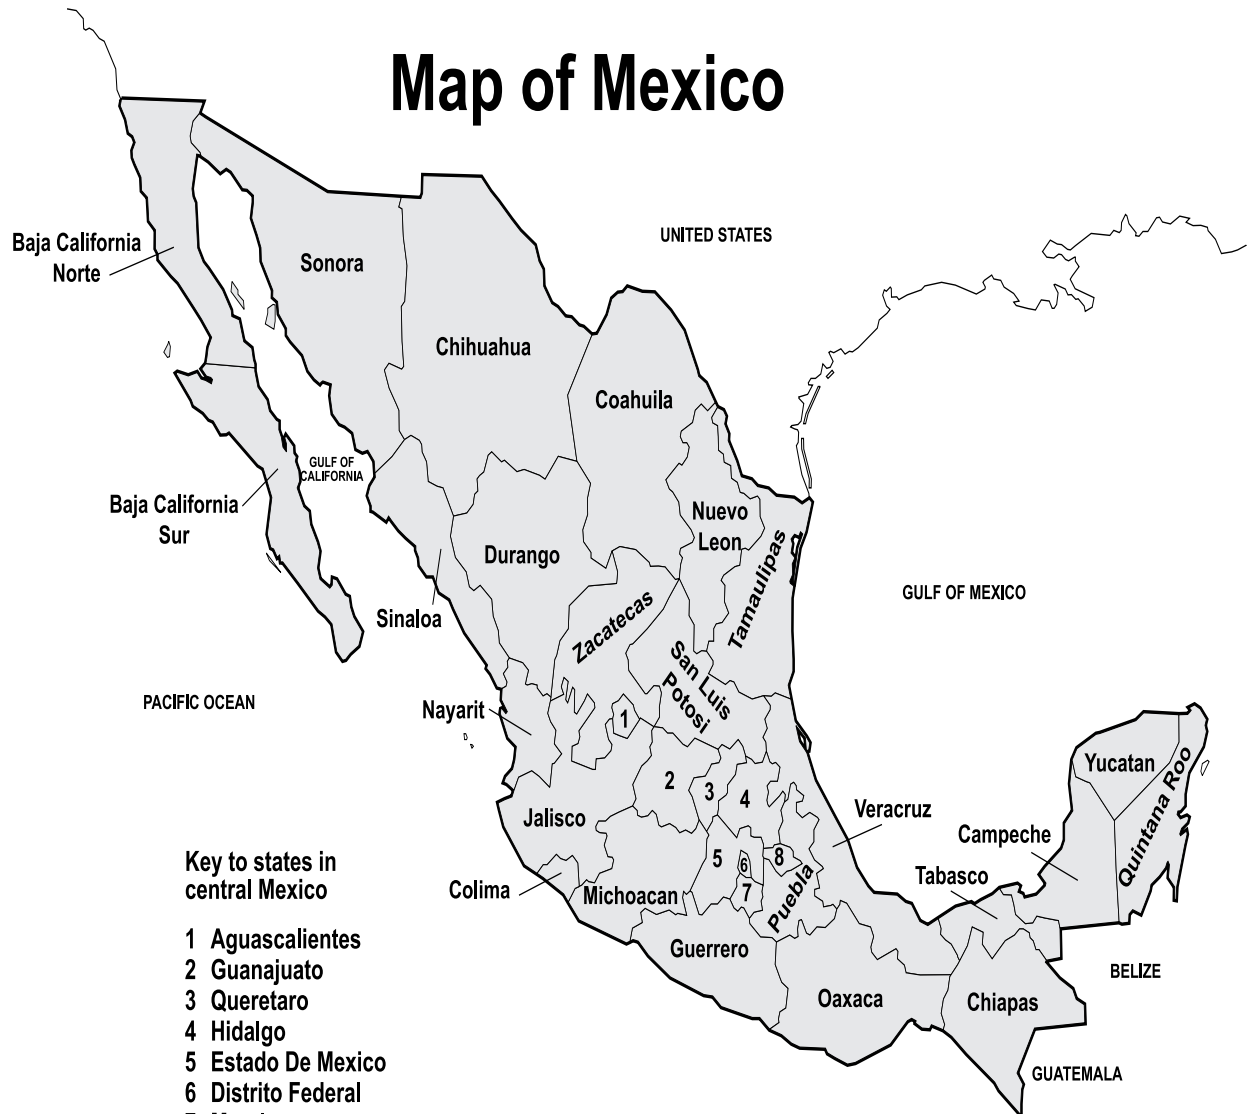 Map of Mexico
UNITED STATES
Baja California
Norte
Sonora
Chihuahua
Coahuila
GULF OF
CALIFORNIA
Baja California
Sur
Nuevo
Leon
Durango
Tamaulipas
GULF OF MEXICO
Sinaloa
Zacatecas
San Luis
Potosi
PACIFIC OCEAN
Nayarit
1
Yucatan
Quintana Roo
2
3
4
Jalisco
Veracruz
Campeche
5
6
8
Tabasco
Colima
Michoacan
7
Puebla
Guerrero
BELIZE
Oaxaca
Chiapas
GUATEMALA
Key to states in
central Mexico
1 Aguascalientes
2 Guanajuato
3 Queretaro
4 Hidalgo
5 Estado De Mexico
6 Distrito Federal